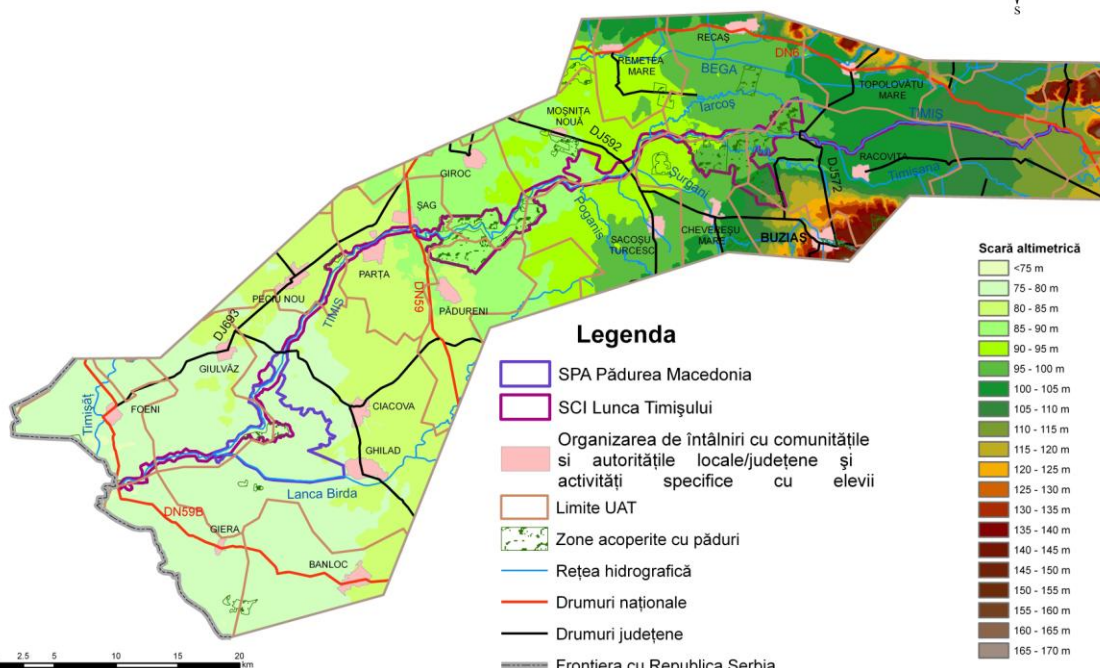 S
RECAȘ
DN6
REMETEA
MARE
BEGA
TOPOLOVĂȚU
MARE
Iarcoș
TIMIȘ
MOȘNIȚA
NOUĂ
DJ592
RACOVIȚA
DJ572
Timișana
GIROC
Șurgani
ȘAG
Poganiș
SACOȘU
TURCESC
CHEVEREȘU
MARE
BUZIAȘ
PARȚA
PECIU NOU
DN59
PĂDURENI
TIMIȘ
DJ693
GIULVĂZ
FOENI
Timișăț
CIACOVA
GHILAD
Lanca Birda
DN59B
GIERA
BANLOC
2.5 5 10 15 20
km
Legenda
SPA Pădurea Macedonia
SCI Lunca Timișului
Organizarea de întâlniri cu comunitățile
si autoritățile locale/județene și
activități specifice cu elevii
Limite UAT
Zone acoperite cu păduri
Rețea hidrografică
Drumuri naționale
Drumuri județene
Frontiera cu Republica Serbia
Scară altimetrică
<75 m
75 - 80 m
80 - 85 m
85 - 90 m
90 - 95 m
95 - 100 m
100 - 105 m
105 - 110 m
110 - 115 m
115 - 120 m
120 - 125 m
125 - 130 m
130 - 135 m
135 - 140 m
140 - 145 m
145 - 150 m
150 - 155 m
155 - 160 m
160 - 165 m
165 - 170 m